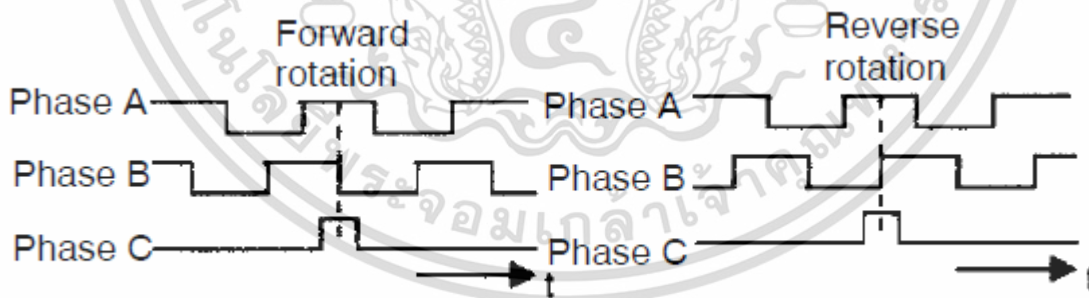 Forward
rotation
Phase A
Phase B
Phase C
t
Reverse
rotation
Phase A
Phase B
Phase C